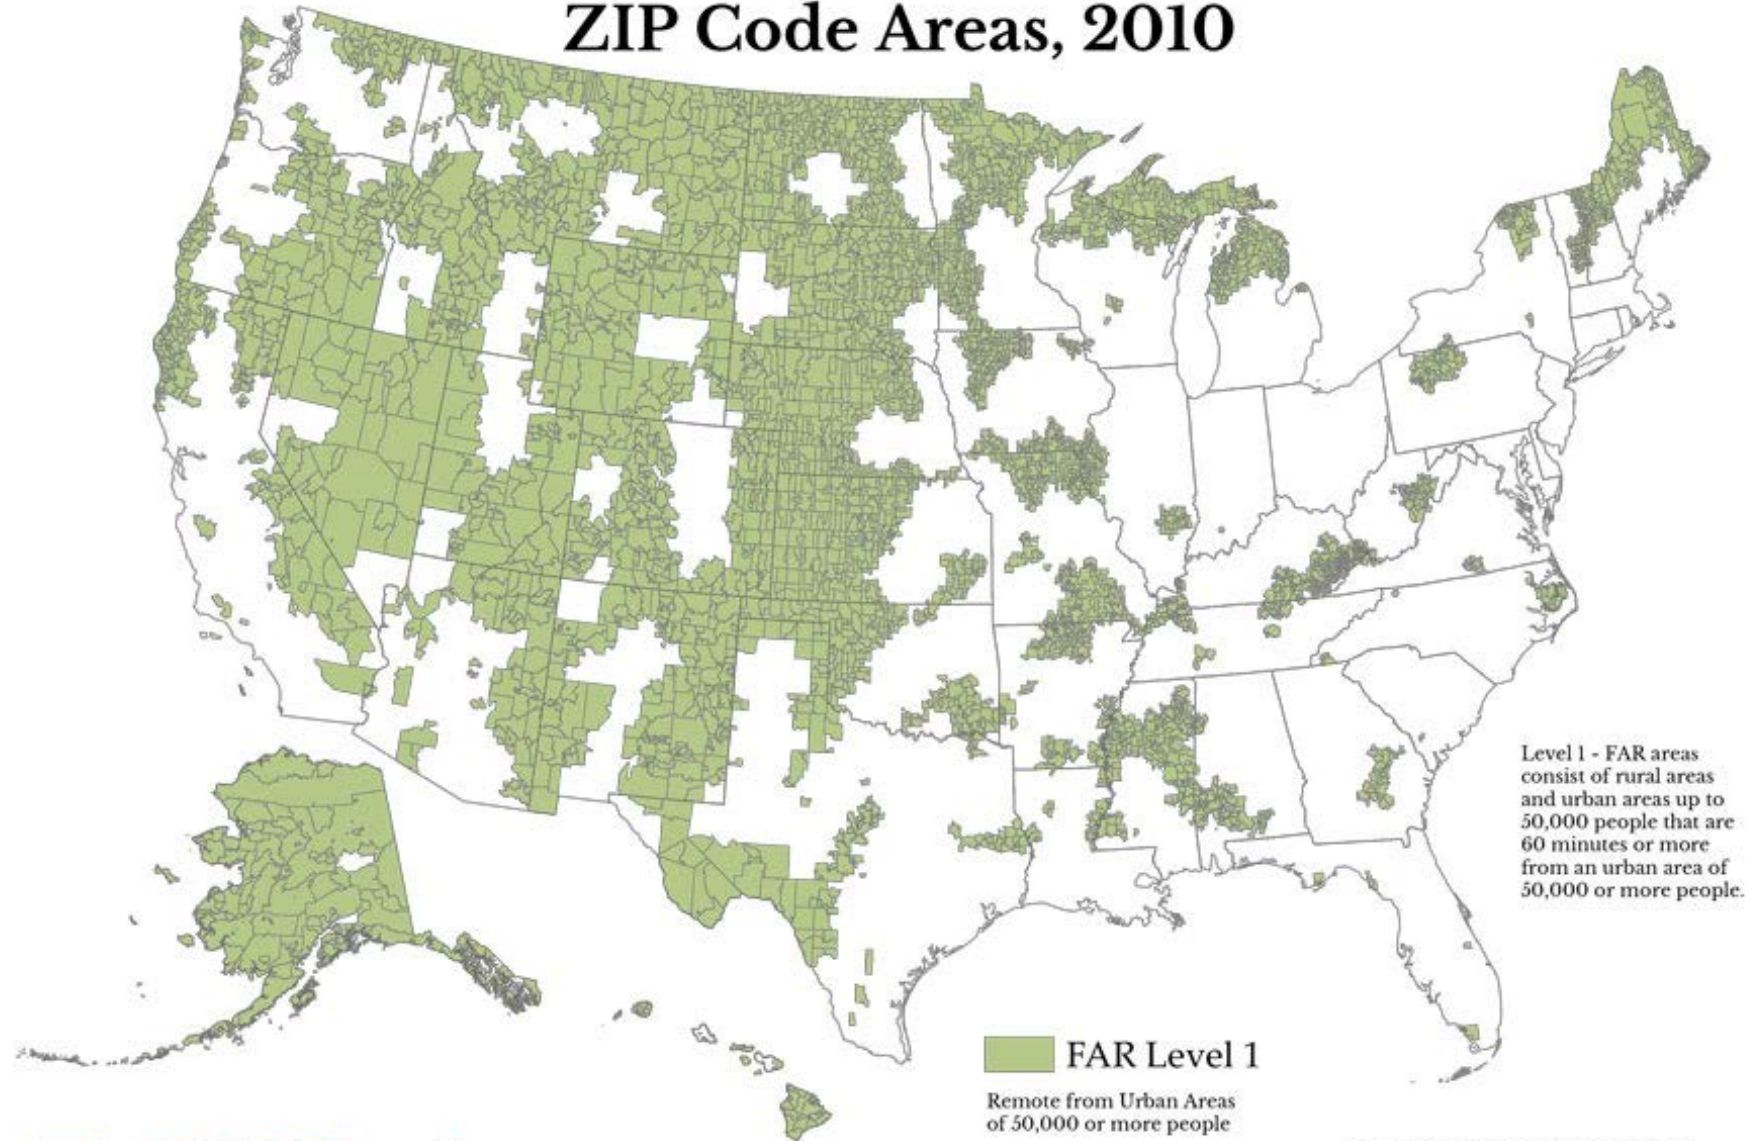 ZIP Code Areas, 2010
Level 1 - FAR areas
consist of rural areas
and urban areas up to
50,000 people that are
60 minutes or more
from an urban area of
50,000 or more people.
FAR Level 1
Remote from Urban Areas
of 50,000 or more people